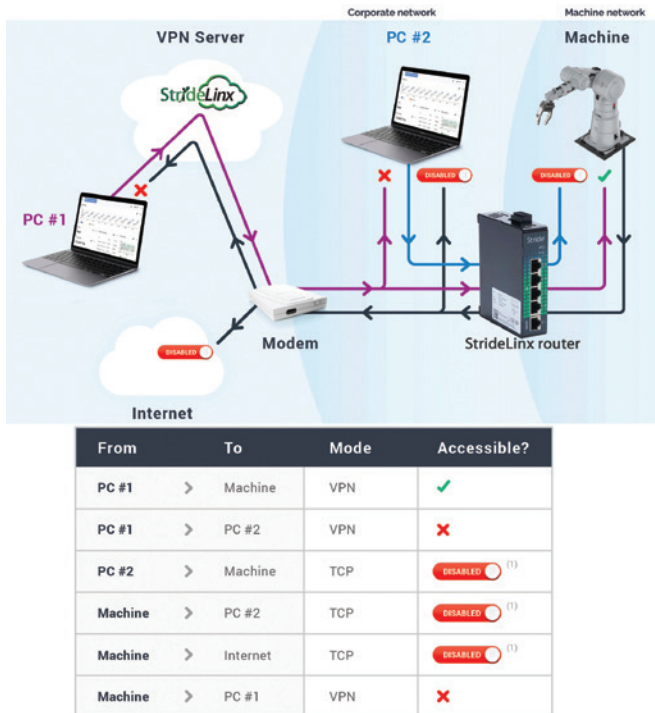 Corporate network
Machine network
VPN Server
PC #2
Machine
StrideLinx
DISABLED
DISABLED
PC #1
Stride
Modem
StrideLinx router
DISABLED
Internet
From To Mode Accessible?
PC #1 > Machine VPN ✓
PC #1 > PC #2 VPN ✗
PC #2 > Machine TCP DISABLED (1)
Machine > PC #2 TCP DISABLED (1)
Machine > Internet TCP DISABLED (1)
Machine > PC #1 VPN ✗